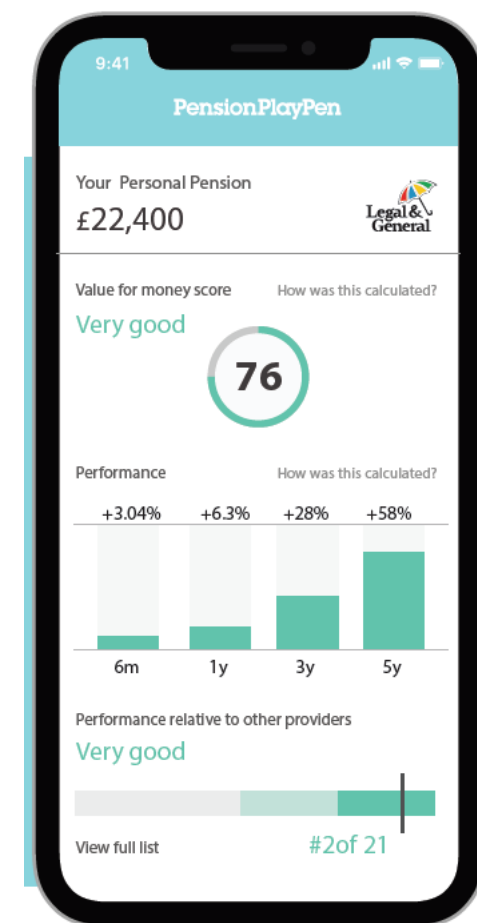 9:41
PensionPlayPen
Your Personal Pension
£22,400
Legal &
General
Value for money score How was this calculated?
Very good
76
Performance How was this calculated?
+3.04% +6.3% +28% +58%
6m 1y 3y 5y
Performance relative to other providers
Very good
View full list #2of 21